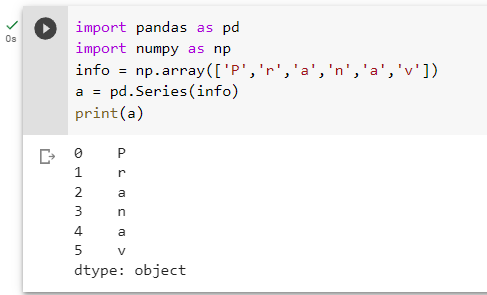 import pandas as pd
import numpy as np
info = np.array(['P','r','a','n','a','v'])
a = pd.Series(info)
print(a)
0s
0    P
1    r
2    a
3    n
4    a
5    v
dtype: object